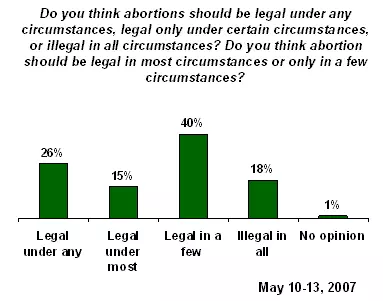 Do you think abortions should be legal under any
circumstances, legal only under certain circumstances,
or illegal in all circumstances? Do you think abortion
should be legal in most circumstances or only in a few
circumstances?
40%
26%
18%
15%
1%
Legal under any
Legal under most
Legal in a few
Illegal in all
No opinion
May 10-13, 2007